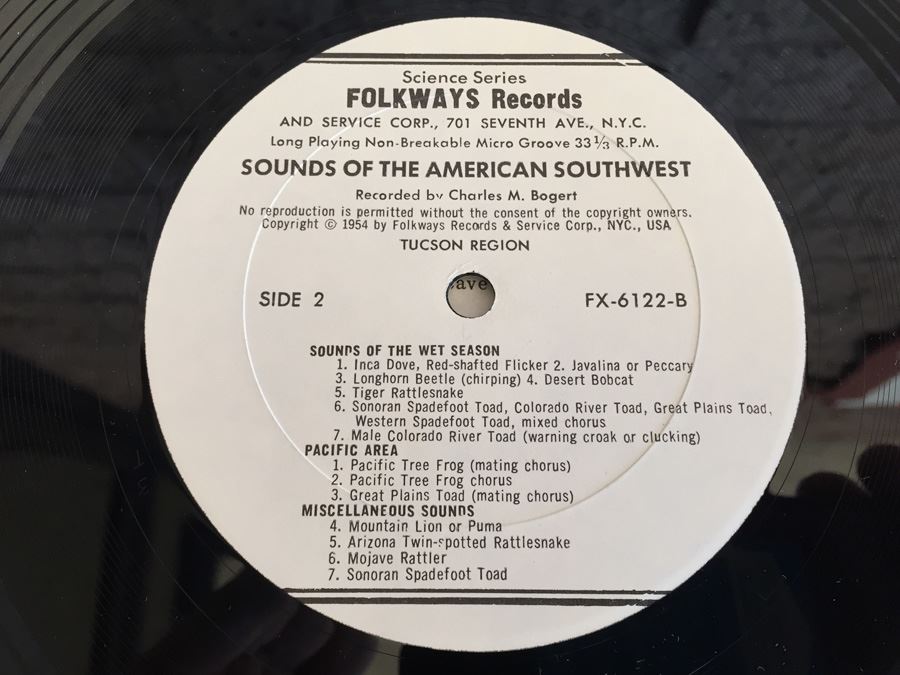 Science Series
FOLKWAYS Records
AND SERVICE CORP., 701 SEVENTH AVE., N.Y.C.
Long Playing Non-Breakable Micro Groove 33⅓ R.P.M.
SOUNDS OF THE AMERICAN SOUTHWEST
Recorded by Charles M. Bogert
No reproduction is permitted without the consent of the copyright owners.
Copyright © 1954 by Folkways Records & Service Corp., NYC., USA
TUCSON REGION
ave
SIDE 2 FX-6122-B
SOUNDS OF THE WET SEASON
1. Inca Dove, Red-shafted Flicker 2. Javalina or Peccary
3. Longhorn Beetle (chirping) 4. Desert Bobcat
5. Tiger Rattlesnake
6. Sonoran Spadefoot Toad, Colorado River Toad, Great Plains Toad,
Western Spadefoot Toad, mixed chorus
7. Male Colorado River Toad (warning croak or clucking)
PACIFIC AREA
1. Pacific Tree Frog (mating chorus)
2. Pacific Tree Frog chorus
3. Great Plains Toad (mating chorus)
MISCELLANEOUS SOUNDS
4. Mountain Lion or Puma
5. Arizona Twin-spotted Rattlesnake
6. Mojave Rattler
7. Sonoran Spadefoot Toad